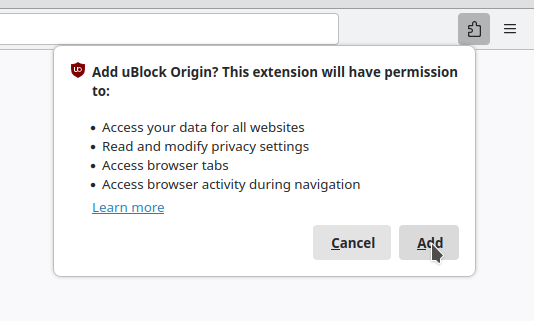 Add uBlock Origin? This extension will have permission
to:
• Access your data for all websites
• Read and modify privacy settings
• Access browser tabs
• Access browser activity during navigation
Learn more
Cancel Add